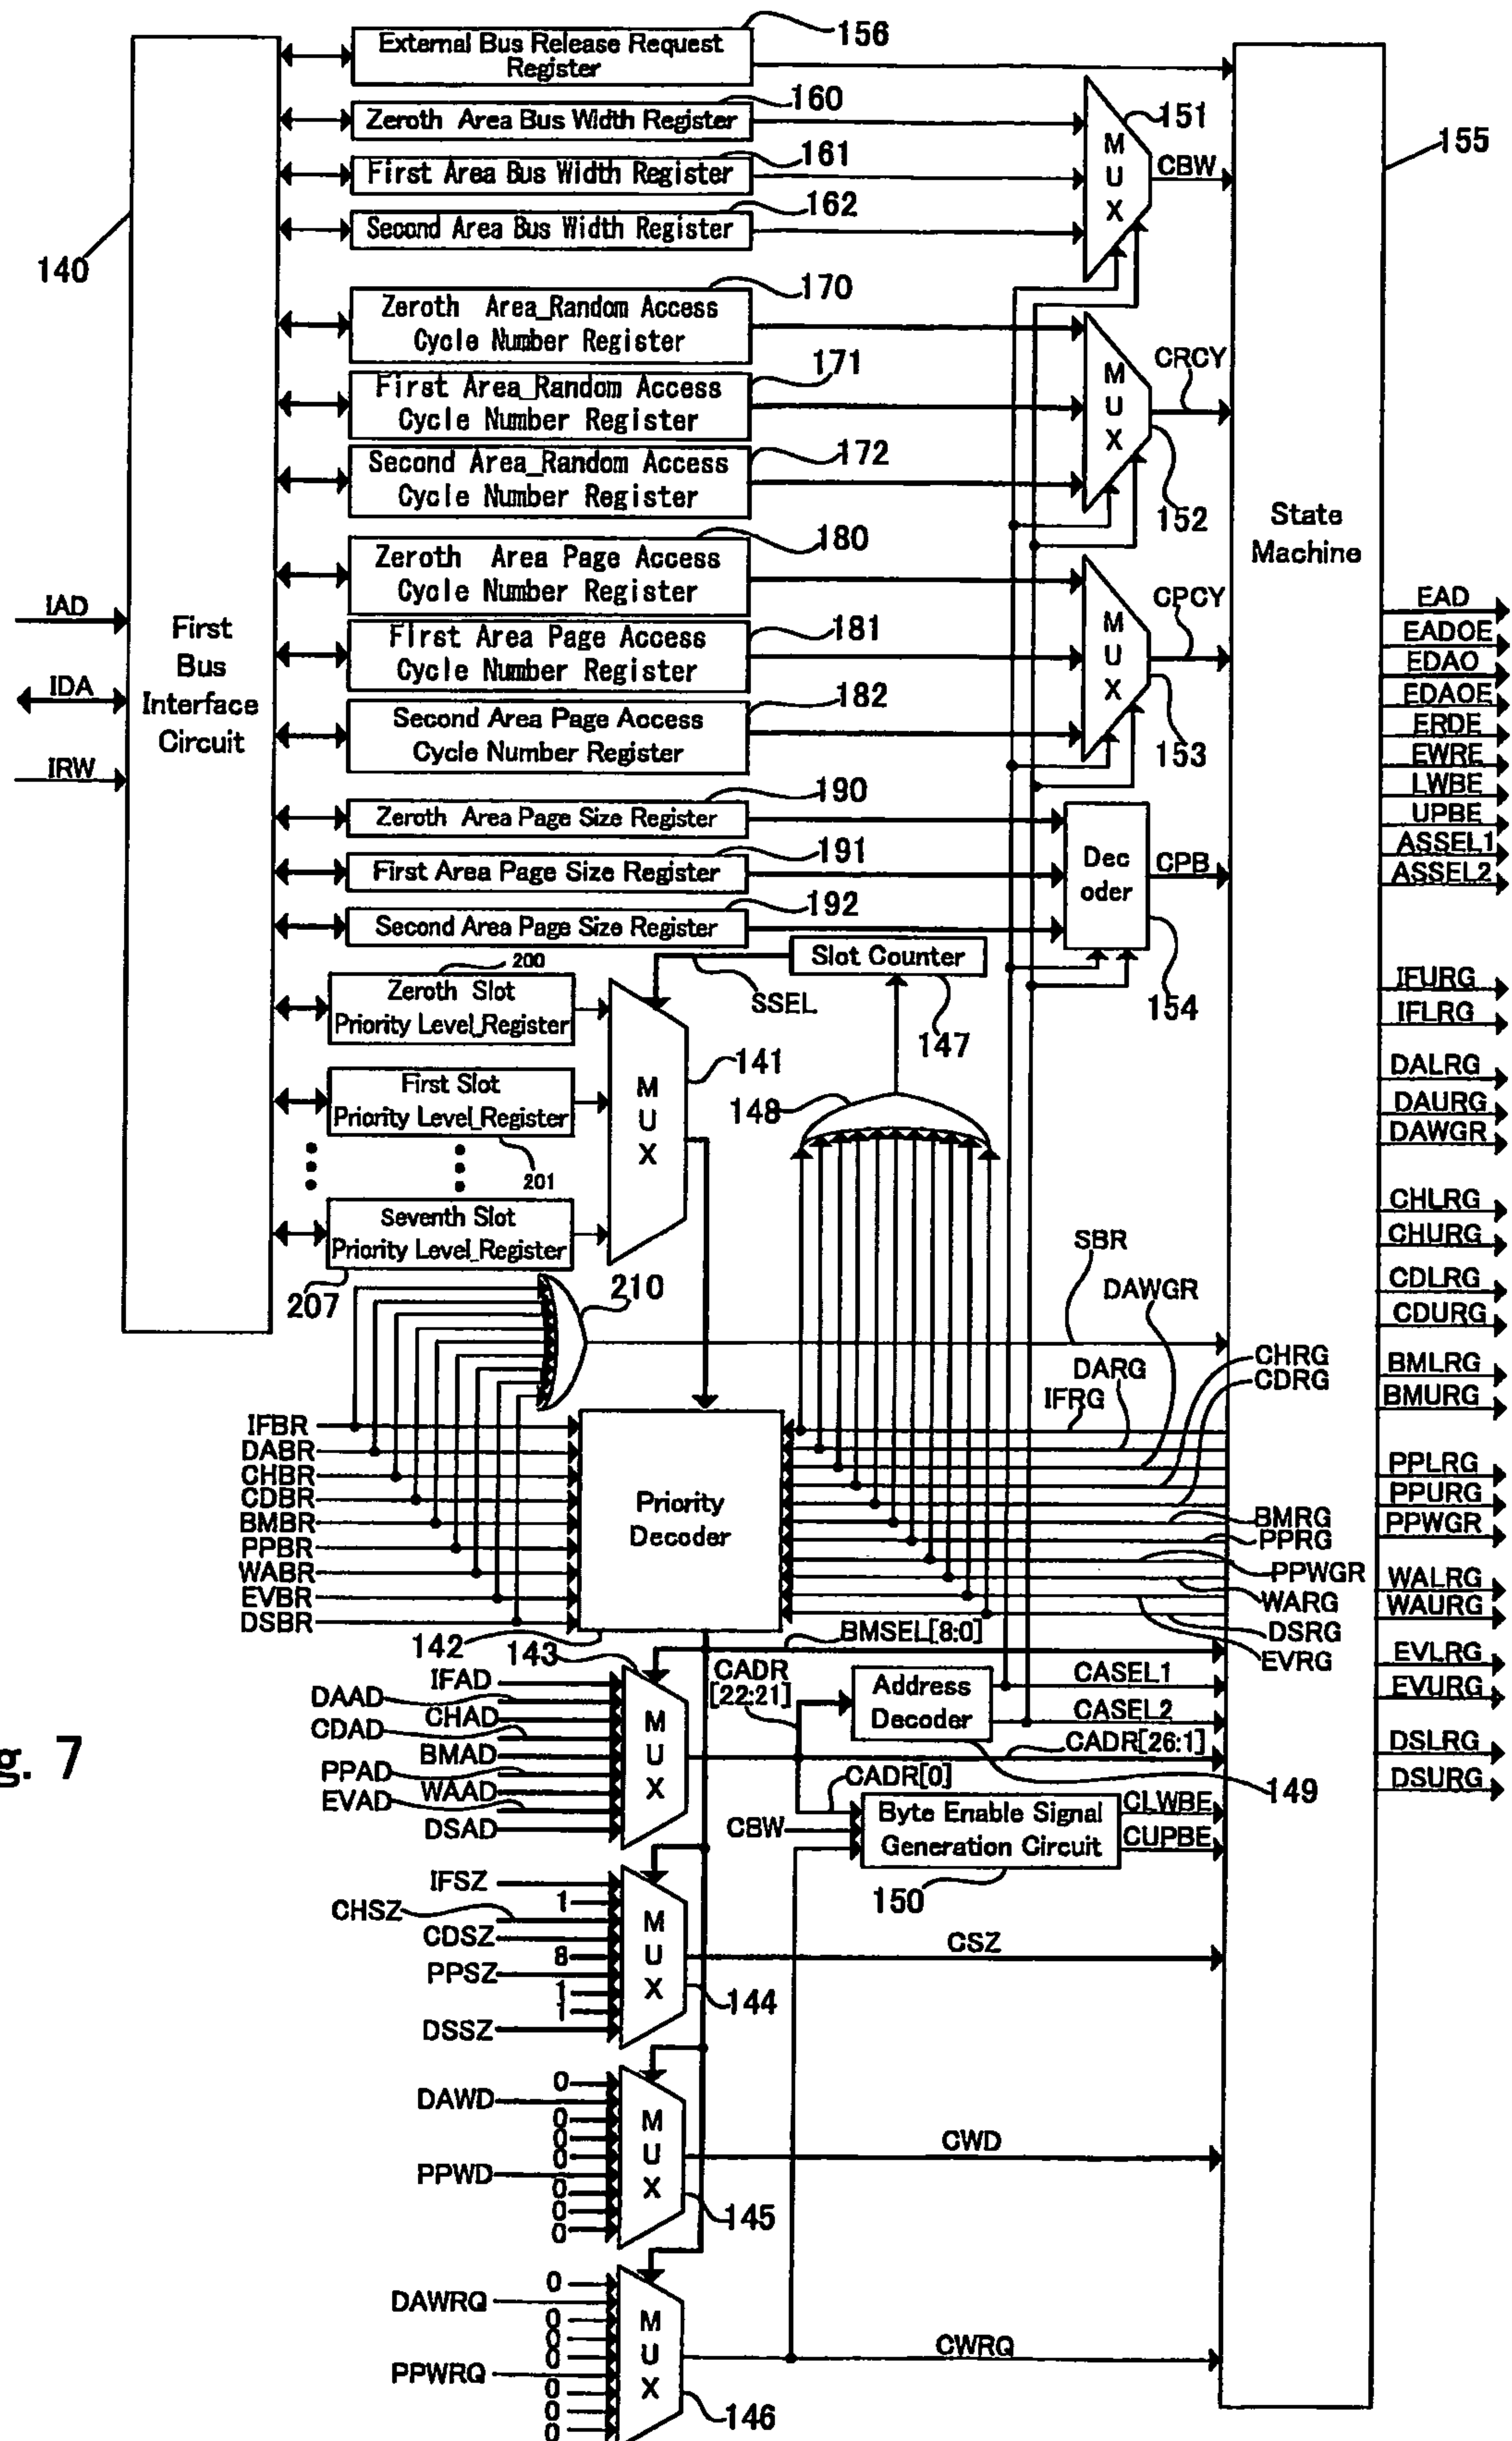 External Bus Release Request
Register
156
Zeroth Area Bus Width Register
160
First Area Bus Width Register
161
Second Area Bus Width Register
162
140
M
U
X
151
CBW
155
Zeroth Area_Random Access
Cycle Number Register
170
First Area_Random Access
Cycle Number Register
171
Second Area_Random Access
Cycle Number Register
172
M
U
X
CRCY
152
State
Machine
Zeroth Area Page Access
Cycle Number Register
180
First Area Page Access
Cycle Number Register
181
Second Area Page Access
Cycle Number Register
182
M
U
X
CPCY
153
IAD
IDA
IRW
First
Bus
Interface
Circuit
Zeroth Area Page Size Register
190
First Area Page Size Register
191
Second Area Page Size Register
192
Dec
oder
CPB
154
EAD
EADOE
EDAO
EDAOE
ERDE
EWRE
LWBE
UPBE
ASSEL1
ASSEL2
Slot Counter
SSEL
147
200
Zeroth Slot
Priority Level_Register
First Slot
Priority Level_Register
201
Seventh Slot
Priority Level_Register
207
M
U
X
141
148
210
SBR
DAWGR
DARG
IFRG
CHRG
CDRG
IFURG
IFLRG
DALRG
DAURG
DAWGR
CHLRG
CHURG
CDLRG
CDURG
BMLRG
BMURG
PPLRG
PPURG
PPWGR
WALRG
WAURG
EVLRG
EVURG
DSLRG
DSURG
IFBR
DABR
CHBR
CDBR
BMBR
PPBR
WABR
EVBR
DSBR
Priority
Decoder
142
BMRG
PPRG
PPWGR
WARG
DSRG
EVRG
BMSEL[8:0]
143
IFAD
DAAD
CHAD
CDAD
BMAD
PPAD
WAAD
EVAD
DSAD
M
U
X
CADR
[22:21]
Address
Decoder
CASEL1
CASEL2
CADR[26:1]
149
CADR[0]
CBW
Byte Enable Signal
Generation Circuit
CLWBE
CUPBE
150
g. 7
IFSZ
1
CHSZ
CDSZ
8
PPSZ
1
1
DSSZ
M
U
X
144
CSZ
0
DAWD
0
0
0
PPWD
0
0
0
M
U
X
145
CWD
0
DAWRQ
0
0
0
PPWRQ
0
0
0
M
U
X
146
CWRQ